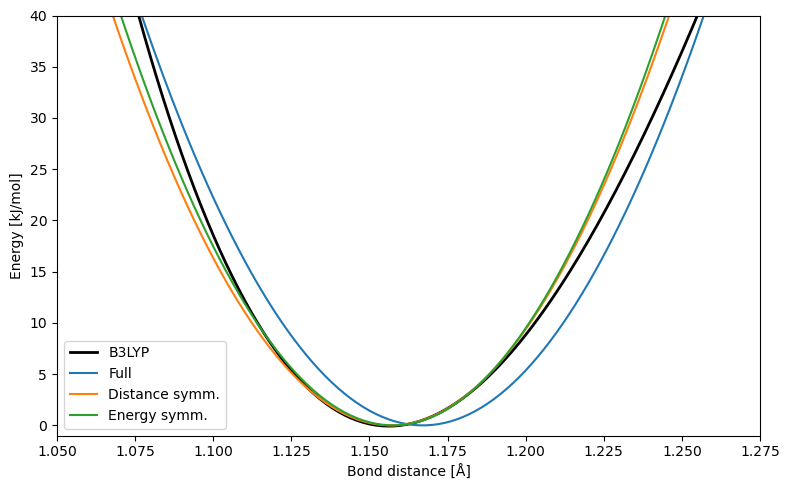 40
35
30
25
20
15
10
5
0
Energy [kJ/mol]
B3LYP
Full
Distance symm.
Energy symm.
1.050 1.075 1.100 1.125 1.150 1.175 1.200 1.225 1.250 1.275
Bond distance [Å]